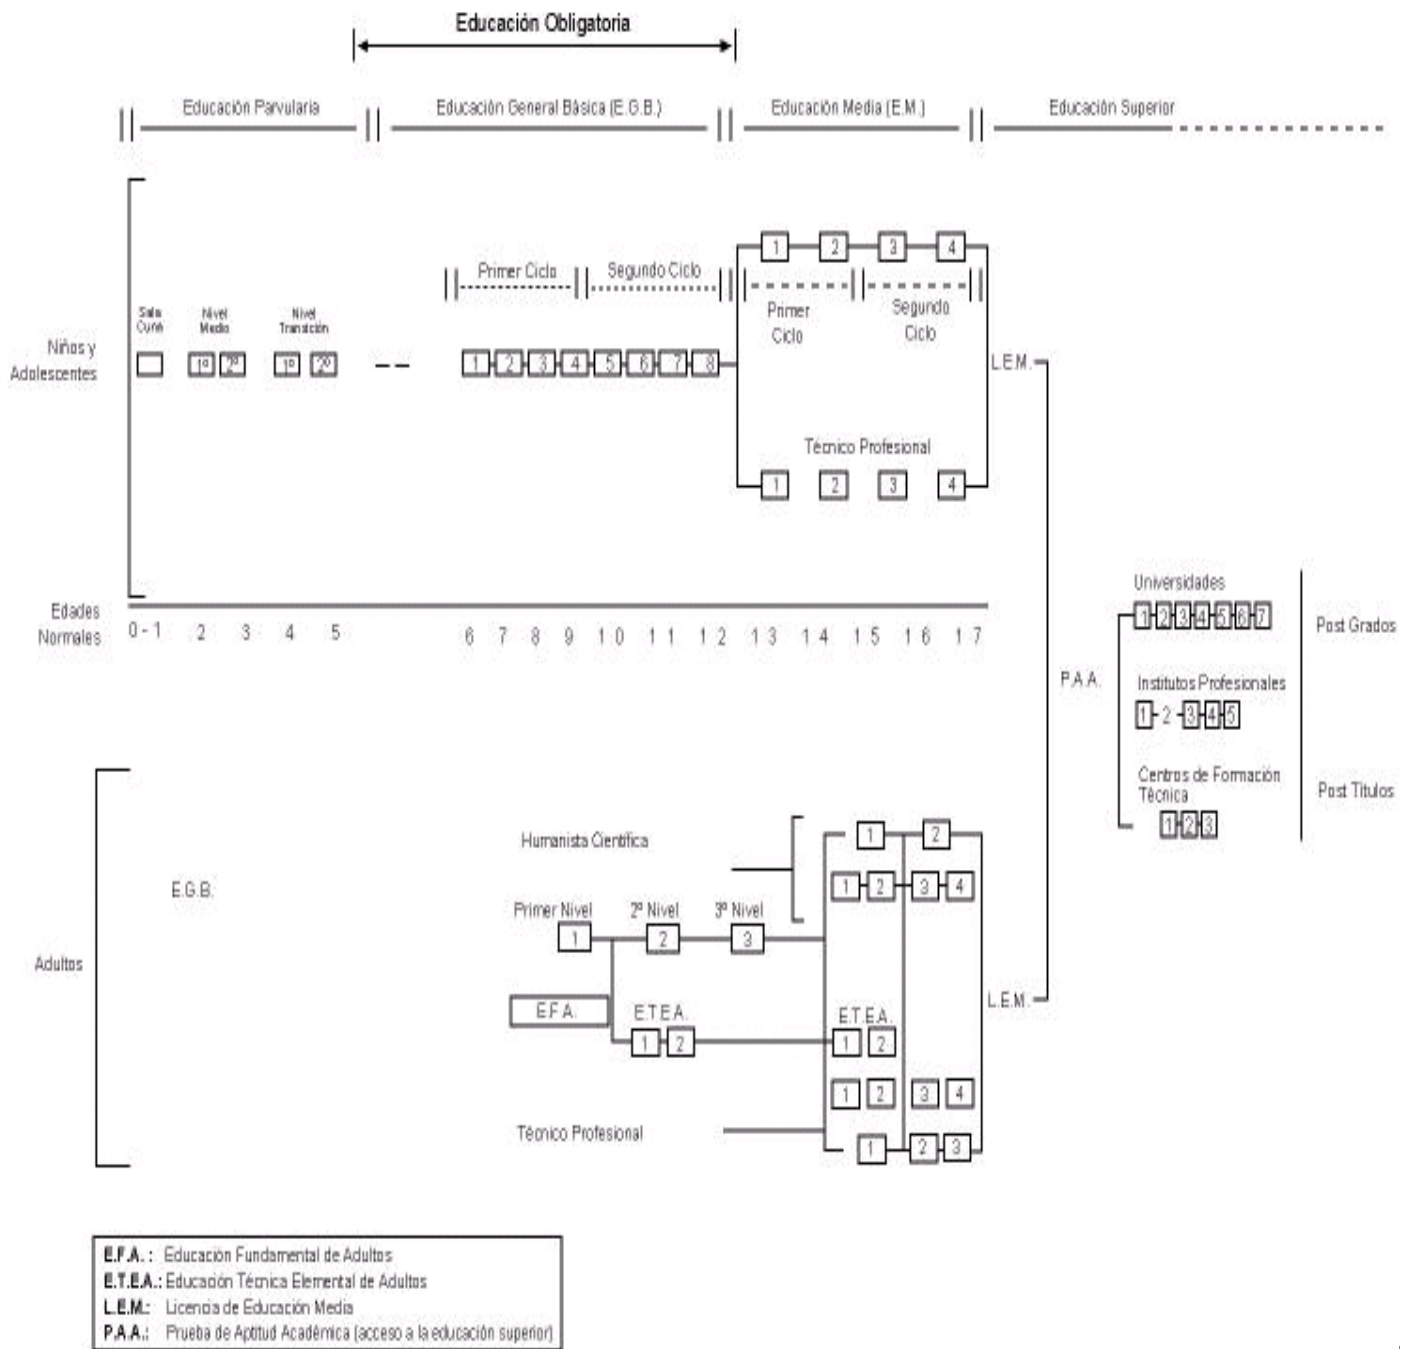 Educación Obligatoria
Educación Parvularia
Educación General Básica (E.G.B.)
Educación Media (E.M.)
Educación Superior
1 2 3 4
Primer Ciclo
Segundo Ciclo
Primer
Ciclo
Segundo
Ciclo
Sala
Cuna
Nivel
Medio
Nivel
Transición
Niños y
Adolescentes
1º 2º
1º 2º
1 2 3 4 5 6 7 8
L.E.M.
Técnico Profesional
1 2 3 4
Edades
Normales
0 - 1 2 3 4 5 6 7 8 9 10 11 12 13 14 15 16 17
Universidades
1 2 3 4 5 6 7
Post Grados
P.A.A.
Institutos Profesionales
1 - 2 - 3 4 5
Centros de Formación
Técnica
1 2 3
Post Títulos
Adultos
E.G.B.
Humanista Científica
1 2
1 2 3 4
Primer Nivel
2º Nivel
3º Nivel
1 2 3
E.F.A.
E.T.E.A.
1 2
E.T.E.A.
1 2
L.E.M.
1 2 3 4
Técnico Profesional
1 2 3
E.F.A. : Educación Fundamental de Adultos
E.T.E.A.: Educación Técnica Elemental de Adultos
L.E.M.: Licencia de Educación Media
P.A.A.: Prueba de Aptitud Académica (acceso a la educación superior)